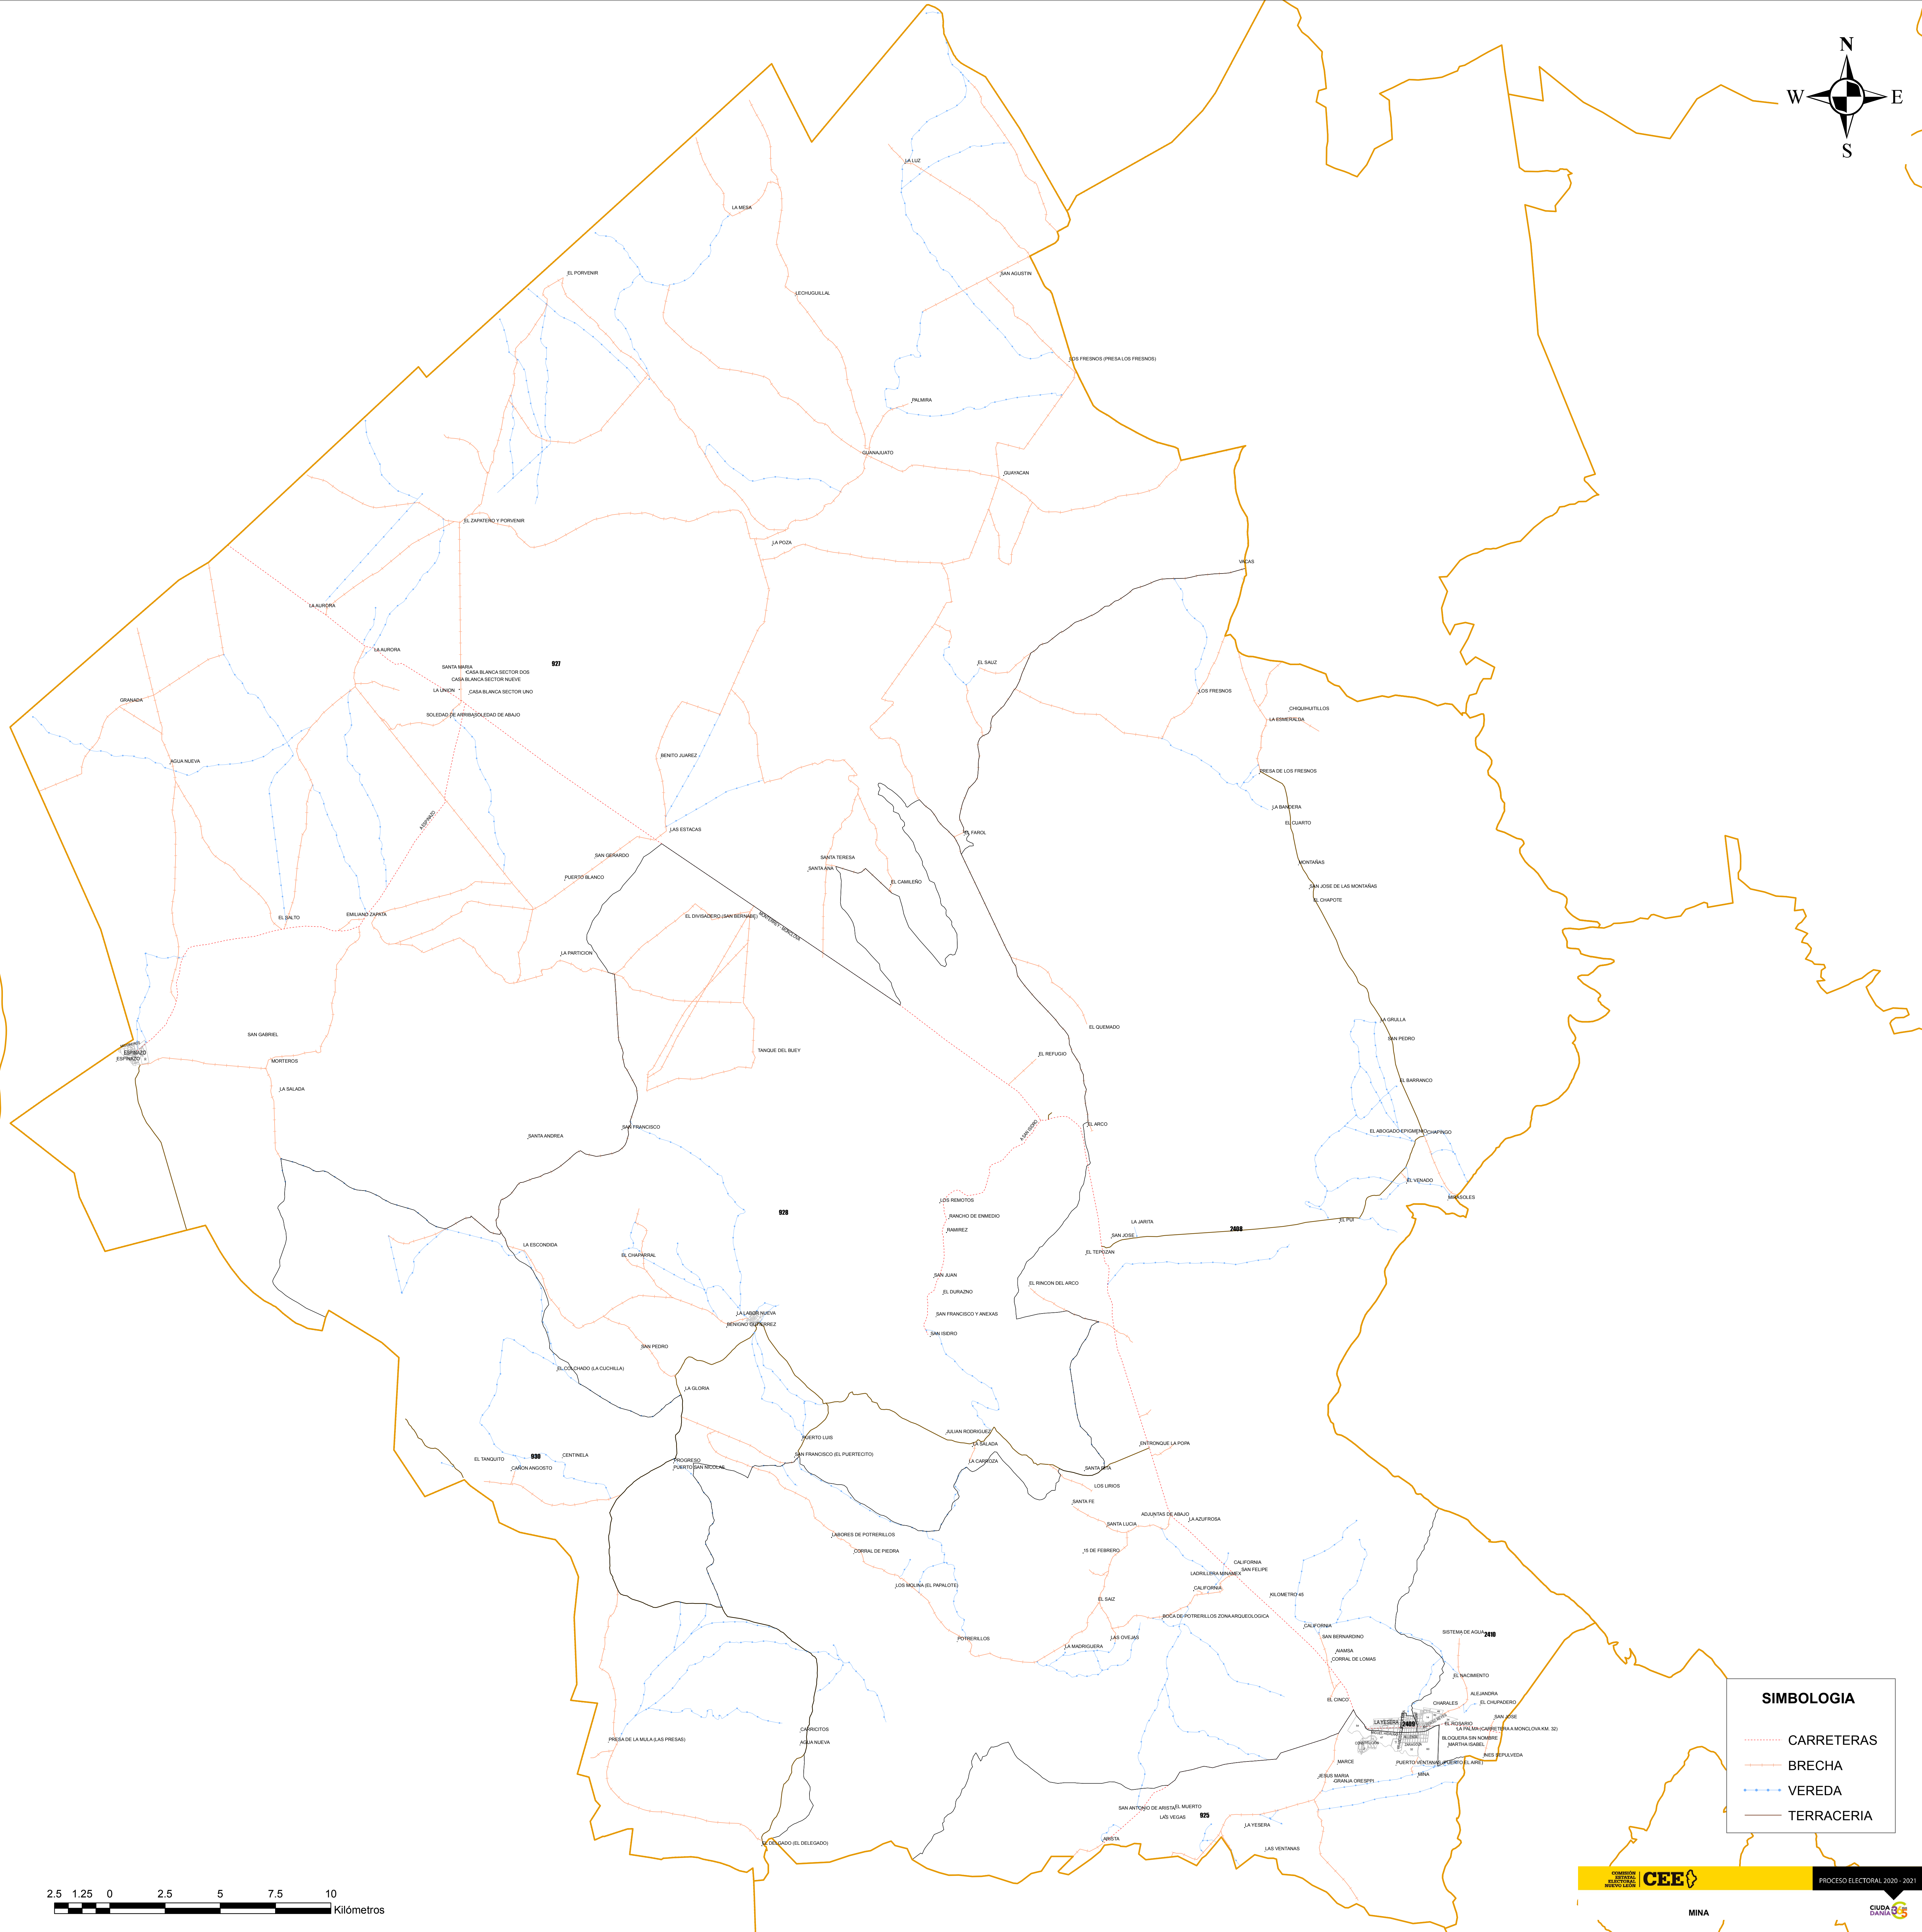 N
W E
S
LA LUZ
LA MESA
EL PORVENIR
SAN AGUSTIN
LECHUGUILLAL
LOS FRESNOS (PRESA LOS FRESNOS)
PALMIRA
GUANAJUATO
GUAYACAN
EL ZAPATERO Y PORVENIR
LA POZA
VACAS
LA AURORA
LA AURORA
927
SANTA MARIA
CASA BLANCA SECTOR DOS
CASA BLANCA SECTOR NUEVE
LA UNION
CASA BLANCA SECTOR UNO
EL SAUZ
LOS FRESNOS
GRANADA
CHIQUIHUITILLOS
SOLEDAD DE ARRIBA
SOLEDAD DE ABAJO
LA ESMERALDA
BENITO JUAREZ
AGUA NUEVA
PRESA DE LOS FRESNOS
LA BANDERA
A ESPINAZO
EL CUARTO
LAS ESTACAS
EL FAROL
SAN GERARDO
SANTA TERESA
MONTAÑAS
SANTA ANA
PUERTO BLANCO
EL CAMILEÑO
SAN JOSE DE LAS MONTAÑAS
EL CHAPOTE
EL SALTO
EMILIANO ZAPATA
EL DIVISADERO (SAN BERNABE)
MONTERREY - MONCLOVA
LA PARTICION
LA GRULLA
EL QUEMADO
SAN GABRIEL
SAN PEDRO
ESPINAZO
ESPINAZO
MORTEROS
TANQUE DEL BUEY
EL REFUGIO
EL BARRANCO
LA SALADA
SAN FRANCISCO
EL ARCO
A SAN ISIDRO
SANTA ANDREA
EL ABOGADO EPIGMENIO
CHAPINGO
EL VENADO
MIRASOLES
LOS REMOTOS
928
RANCHO DE ENMEDIO
LA JARITA
EL PUI
RAMIREZ
2408
SAN JOSE
LA ESCONDIDA
EL CHAPARRAL
EL TEPOZAN
SAN JUAN
EL RINCON DEL ARCO
EL DURAZNO
LA LABOR NUEVA
SAN FRANCISCO Y ANEXAS
BENIGNO GUTIERREZ
SAN ISIDRO
SAN PEDRO
EL COLCHADO (LA CUCHILLA)
LA GLORIA
JULIAN RODRIGUEZ
PUERTO LUIS
LA SALADA
ENTRONQUE LA POPA
930
CENTINELA
SAN FRANCISCO (EL PUERTECITO)
EL TANQUITO
PROGRESO
LA CARROZA
CAÑON ANGOSTO
PUERTO SAN NICOLAS
SANTA RITA
LOS LIRIOS
SANTA FE
ADJUNTAS DE ABAJO
LA AZUFROSA
SANTA LUCIA
LABORES DE POTRERILLOS
CORRAL DE PIEDRA
15 DE FEBRERO
CALIFORNIA
SAN FELIPE
LADRILLERA MINAMEX
LOS MOLINA (EL PAPALOTE)
CALIFORNIA
KILOMETRO 45
EL SAIZ
BOCA DE POTRERILLOS ZONA ARQUEOLOGICA
CALIFORNIA
POTRERILLOS
LAS OVEJAS
SAN BERNARDINO
SISTEMA DE AGUA
2410
LA MADRIGUERA
AIAMSA
CORRAL DE LOMAS
EL NACIMIENTO
ALEJANDRA
EL CINCO
CHARALES
EL CHUPADERO
SAN JOSE
LA YESERA
2409
EL ROSARIO
LA PALMA (CARRETERA A MONCLOVA KM. 32)
CARRICITOS
PRESA DE LA MULA (LAS PRESAS)
AGUA NUEVA
BLOQUERA SIN NOMBRE
MARTHA ISABEL
INES SEPULVEDA
MARCE
PUERTO VENTANAS (PUERTO EL AIRE)
JESUS MARIA
MINA
GRANJA ORESPPI
SAN ANTONIO DE ARISTA
EL MUERTO
LAS VEGAS
925
LA YESERA
ARISTA
EL DELGADO (EL DELEGADO)
LAS VENTANAS
SIMBOLOGIA
CARRETERAS
BRECHA
VEREDA
TERRACERIA
2.5 1.25 0 2.5 5 7.5 10
Kilómetros
COMISIÓN
ESTATAL
ELECTORAL
NUEVO LEÓN
CEE
PROCESO ELECTORAL 2020 - 2021
MINA
CIUDA
DANÍA
365